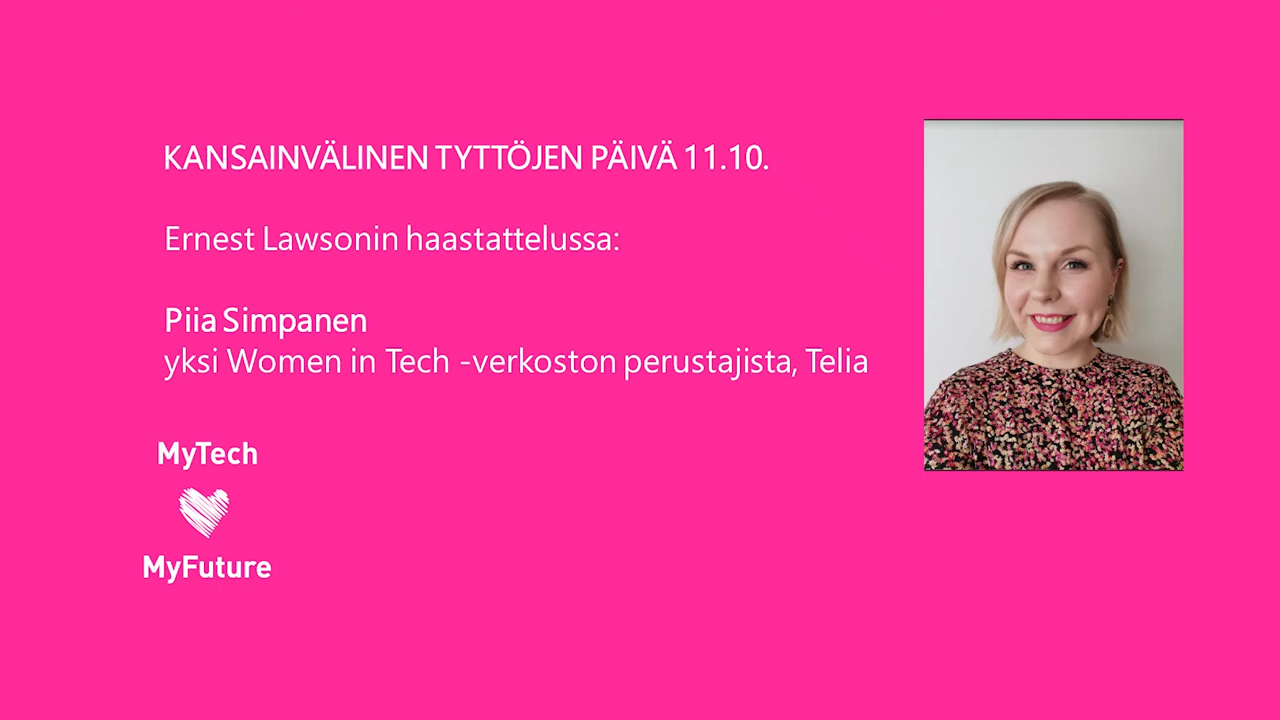 KANSAINVÄLINEN TYTTÖJEN PÄIVÄ 11.10.
Ernest Lawsonin haastattelussa:
Piia Simpanen
yksi Women in Tech -verkoston perustajista, Telia
MyTech
MyFuture